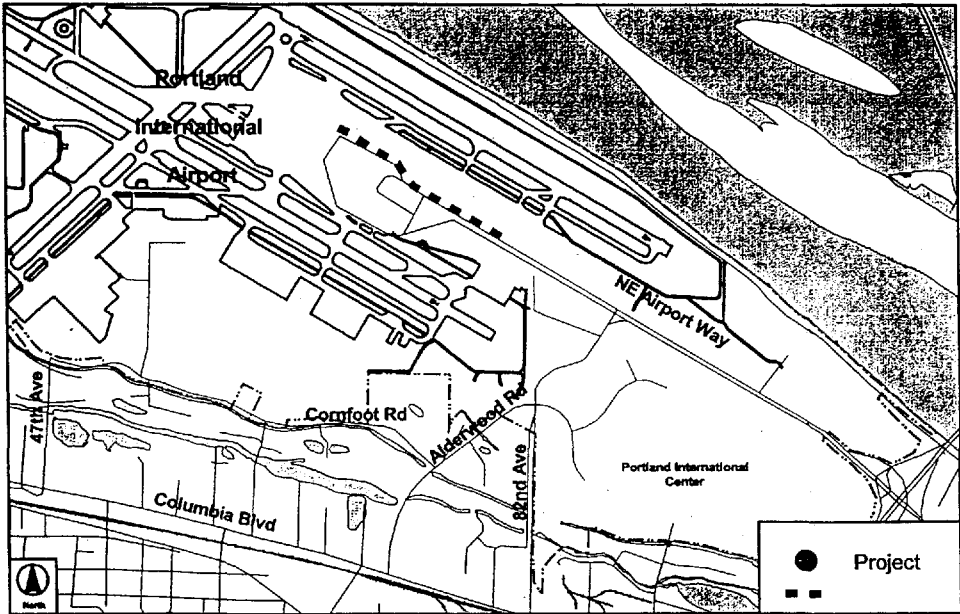 Portland
International
Airport
NE Airport Way
47th Ave
Cornfoot Rd
Alderwood Rd
82nd Ave
Columbia Blvd
Portland International
Center
Project
North